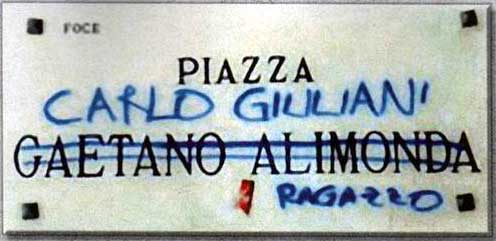 FOCE
PIAZZA
CARLO GIULIANI
GAETANO ALIMONDA
RAGAZZO